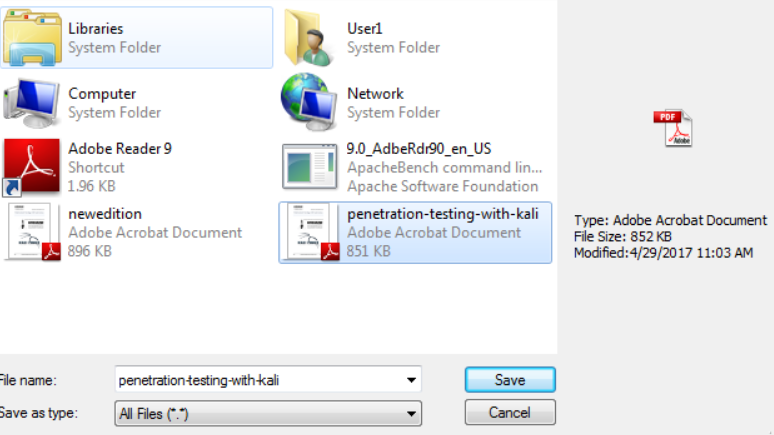 Libraries
System Folder
User1
System Folder
Computer
System Folder
Network
System Folder
Adobe Reader 9
Shortcut
1.96 KB
9.0_AdbeRdr90_en_US
ApacheBench command lin...
Apache Software Foundation
newedition
Adobe Acrobat Document
896 KB
penetration-testing-with-kali
Adobe Acrobat Document
851 KB
PDF
Adobe
Type: Adobe Acrobat Document
File Size: 852 KB
Modified:4/29/2017 11:03 AM
File name:
penetration-testing-with-kali
Save
Save as type:
All Files (*.*)
Cancel